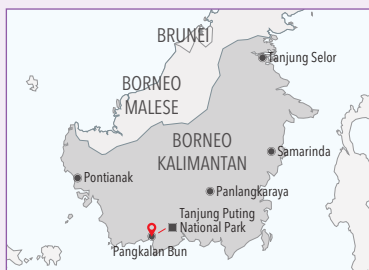 BRUNEI
Tanjung Selor
BORNEO
MALESE
BORNEO
KALIMANTAN
Samarinda
Pontianak
Panlangkaraya
Tanjung Puting
National Park
Pangkalan Bun